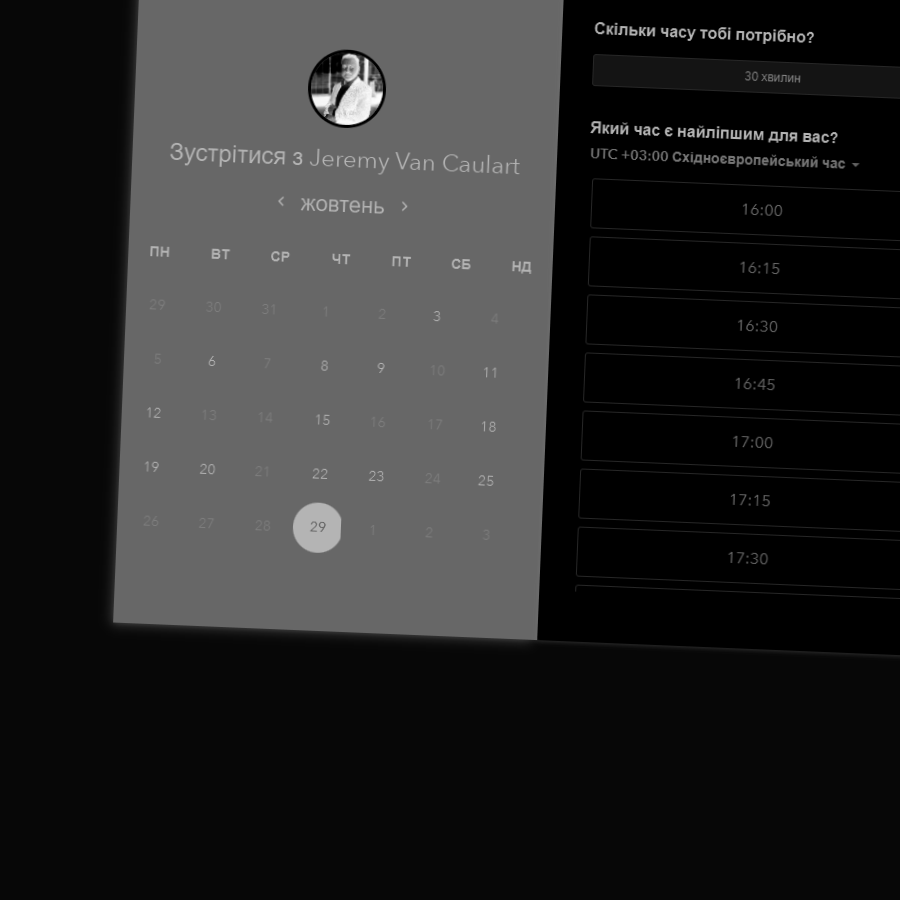 Зустрітися з Jeremy Van Caulart
‹ жовтень ›
ПН ВТ СР ЧТ ПТ СБ НД
29 30 31 1 2 3 4
5 6 7 8 9 10 11
12 13 14 15 16 17 18
19 20 21 22 23 24 25
26 27 28 29 1 2 3
Скільки часу тобі потрібно?
30 хвилин
Який час є найліпшим для вас?
UTC +03:00 Східноєвропейський час
16:00
16:15
16:30
16:45
17:00
17:15
17:30